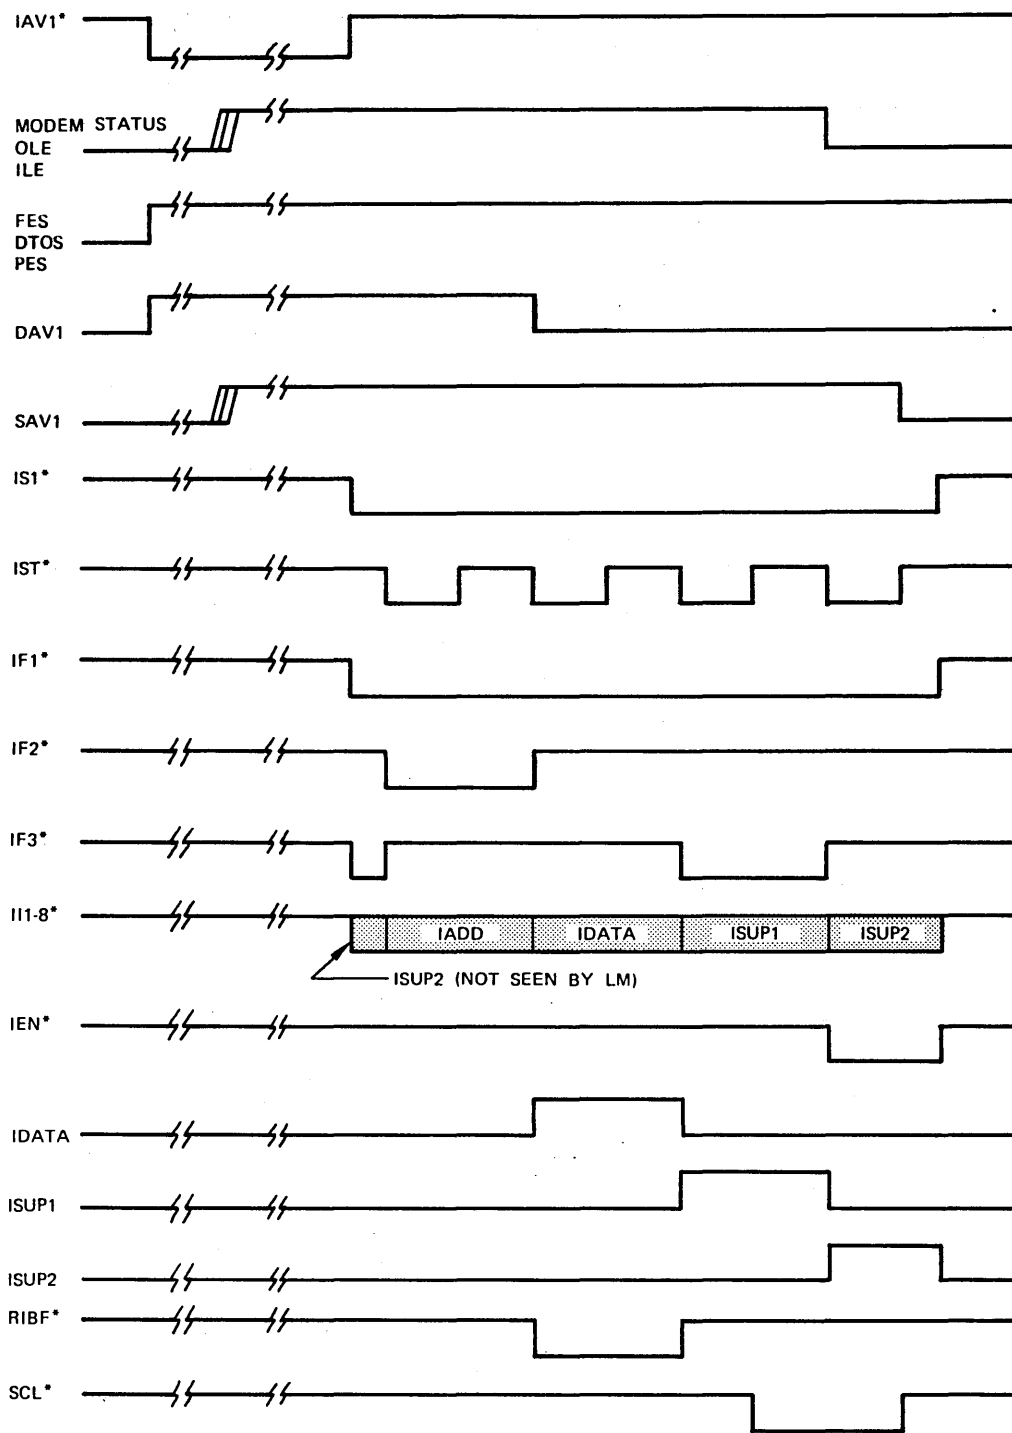 IAV1*
MODEM STATUS
OLE
ILE
FES
DTOS
PES
DAV1
SAV1
IS1*
IST*
IF1*
IF2*
IF3*
II1-8*
IADD IDATA ISUP1 ISUP2
ISUP2 (NOT SEEN BY LM)
IEN*
IDATA
ISUP1
ISUP2
RIBF*
SCL*